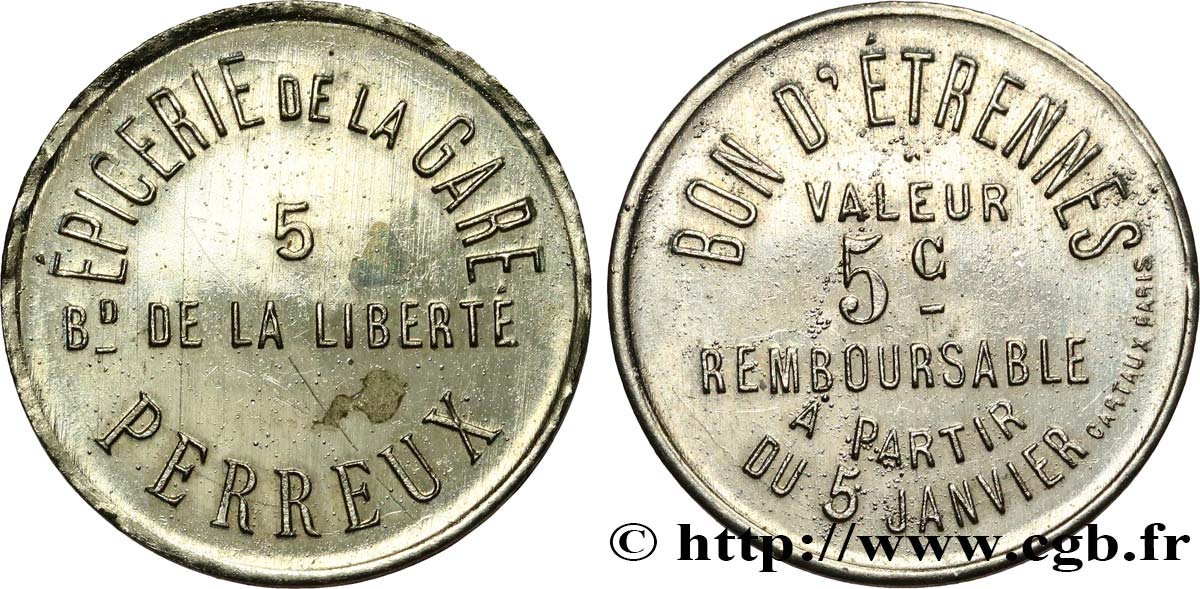 ÉPICERIE DE LA GARE
5
BD DE LA LIBERTÉ
PERREUX
BON D'ÉTRENNES
VALEUR
5C
REMBOURSABLE
À PARTIR
DU 5 JANVIER
CARTAUX PARIS
© http://www.cgb.fr